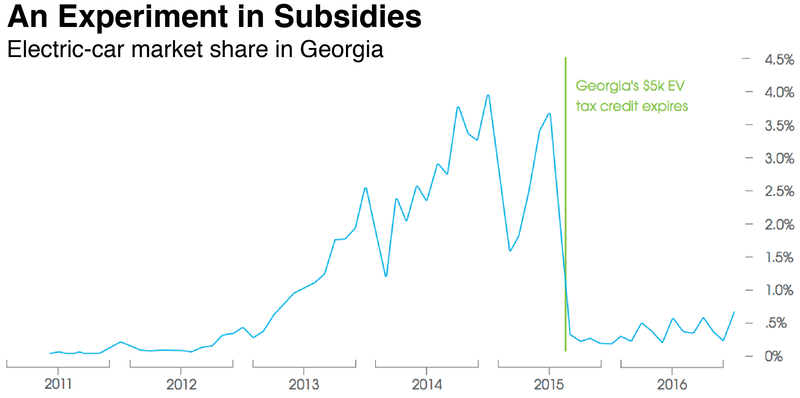 An Experiment in Subsidies
Electric-car market share in Georgia
Georgia's $5k EV
tax credit expires
4.5%
4.0%
3.5%
3.0%
2.5%
2.0%
1.5%
1.0%
.5%
0%
2011 2012 2013 2014 2015 2016